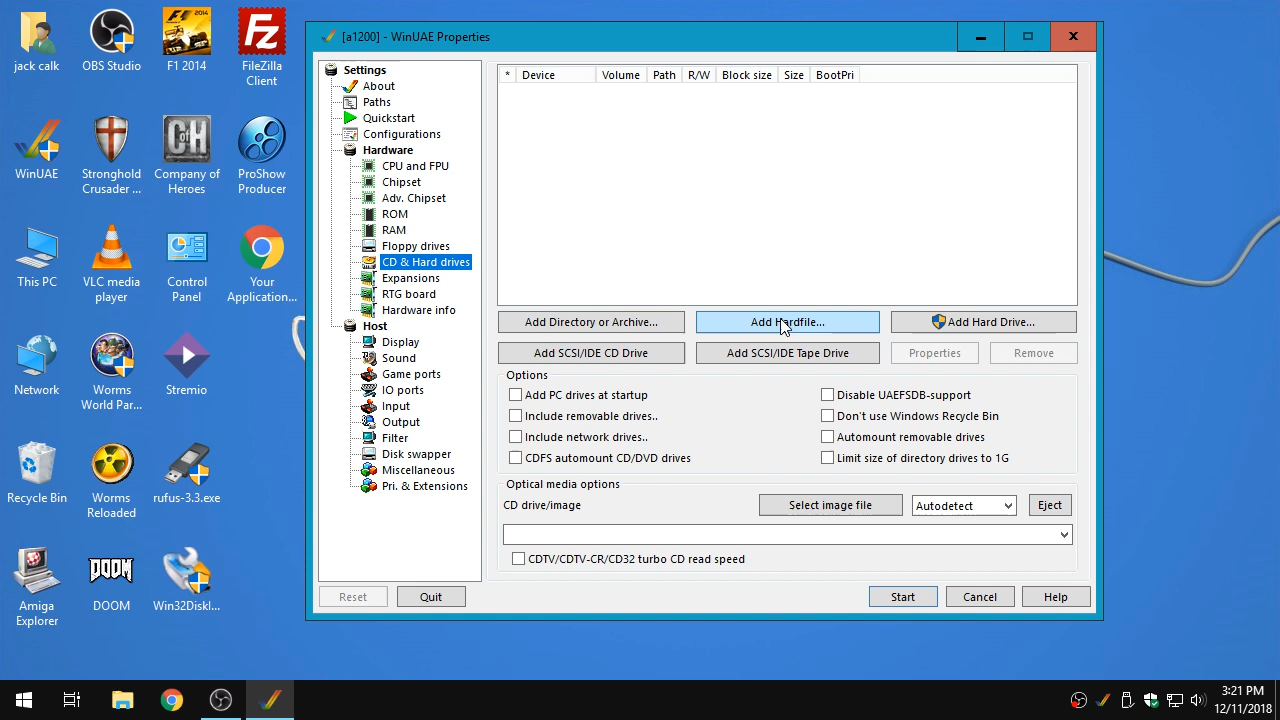 jack calk
OBS Studio
F1 2014
FileZilla
Client
WinUAE
Stronghold
Crusader ...
Company of
Heroes
ProShow
Producer
This PC
VLC media
player
Control
Panel
Your
Application...
Network
Worms
World Par...
Stremio
Recycle Bin
Worms
Reloaded
rufus-3.3.exe
Amiga
Explorer
DOOM
DOOM
Win32DiskI...
[a1200] - WinUAE Properties
Settings
About
Paths
Quickstart
Configurations
Hardware
CPU and FPU
Chipset
Adv. Chipset
ROM
RAM
Floppy drives
CD & Hard drives
Expansions
RTG board
Hardware info
Host
Display
Sound
Game ports
IO ports
Input
Output
Filter
Disk swapper
Miscellaneous
Pri. & Extensions
* Device Volume Path R/W Block size Size BootPri
Add Directory or Archive... Add Hardfile... Add Hard Drive...
Add SCSI/IDE CD Drive Add SCSI/IDE Tape Drive Properties Remove
Options
Add PC drives at startup Disable UAEFSDB-support
Include removable drives.. Don't use Windows Recycle Bin
Include network drives.. Automount removable drives
CDFS automount CD/DVD drives Limit size of directory drives to 1G
Optical media options
CD drive/image Select image file Autodetect Eject
CDTV/CDTV-CR/CD32 turbo CD read speed
Reset Quit Start Cancel Help
3:21 PM
12/11/2018